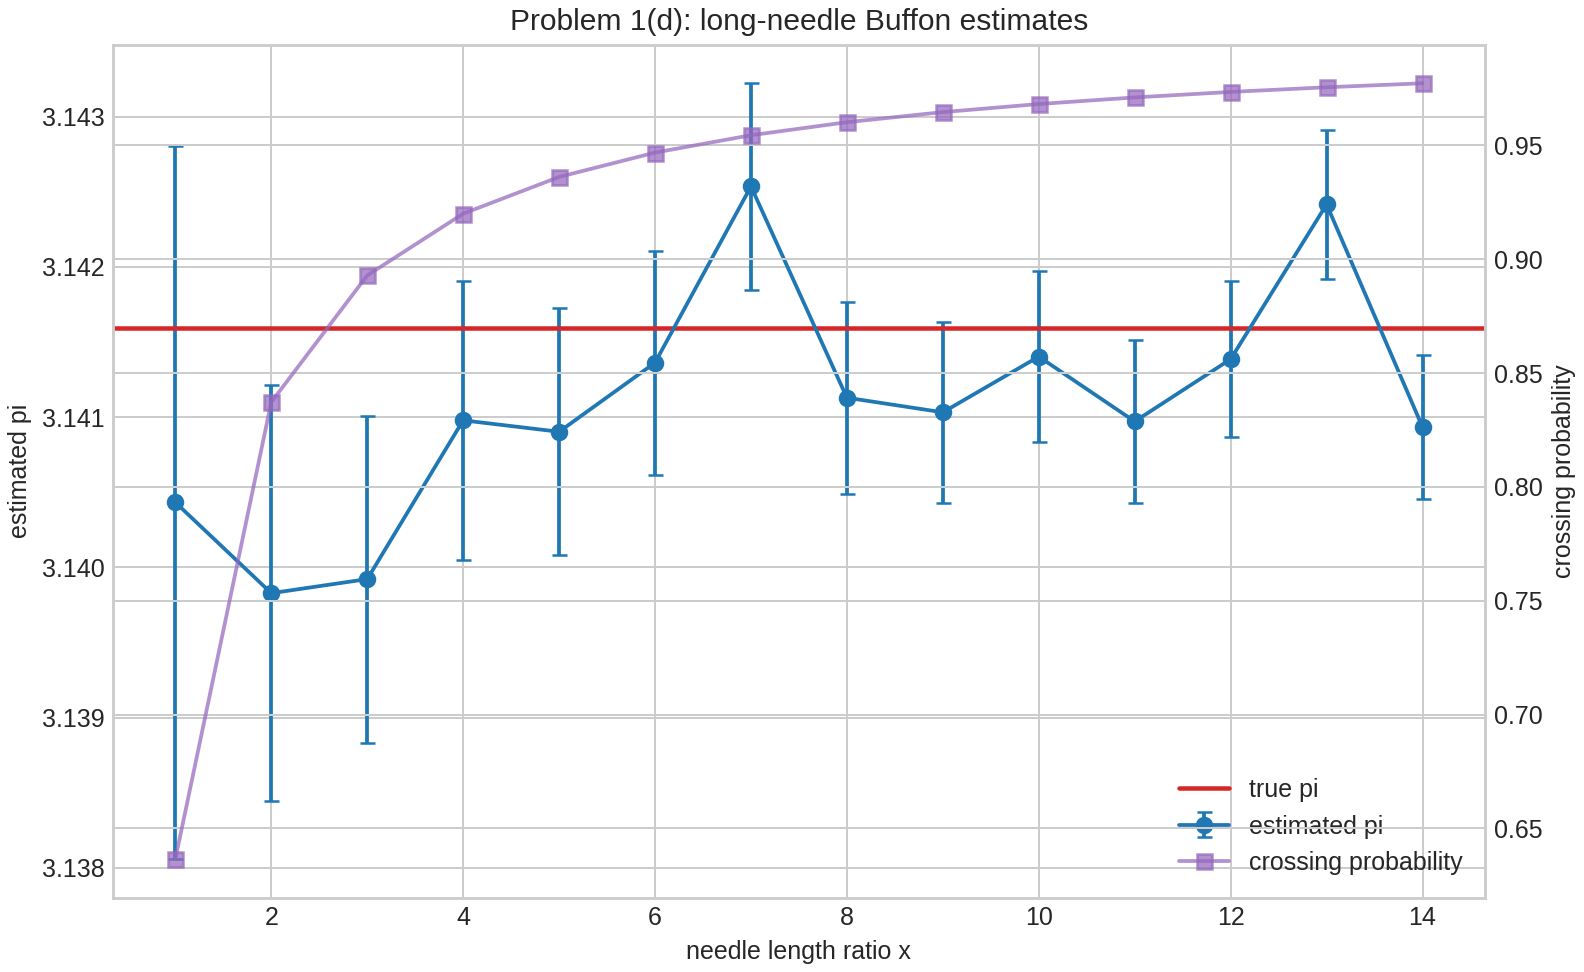 Problem 1(d): long-needle Buffon estimates
estimated pi
3.143
3.142
3.141
3.140
3.139
3.138
0.95
0.90
0.85
0.80
0.75
0.70
0.65
crossing probability
true pi
estimated pi
crossing probability
2 4 6 8 10 12 14
needle length ratio x